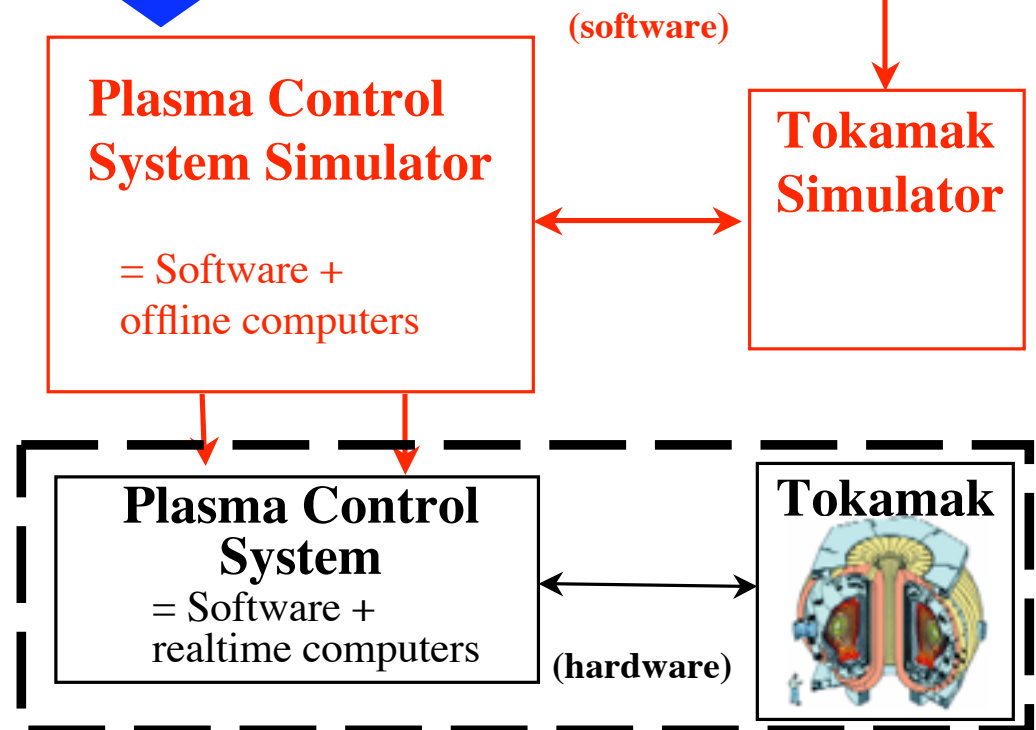 (software)
Plasma Control
System Simulator
= Software +
offline computers
Tokamak
Simulator
Plasma Control
System
= Software +
realtime computers
(hardware)
Tokamak